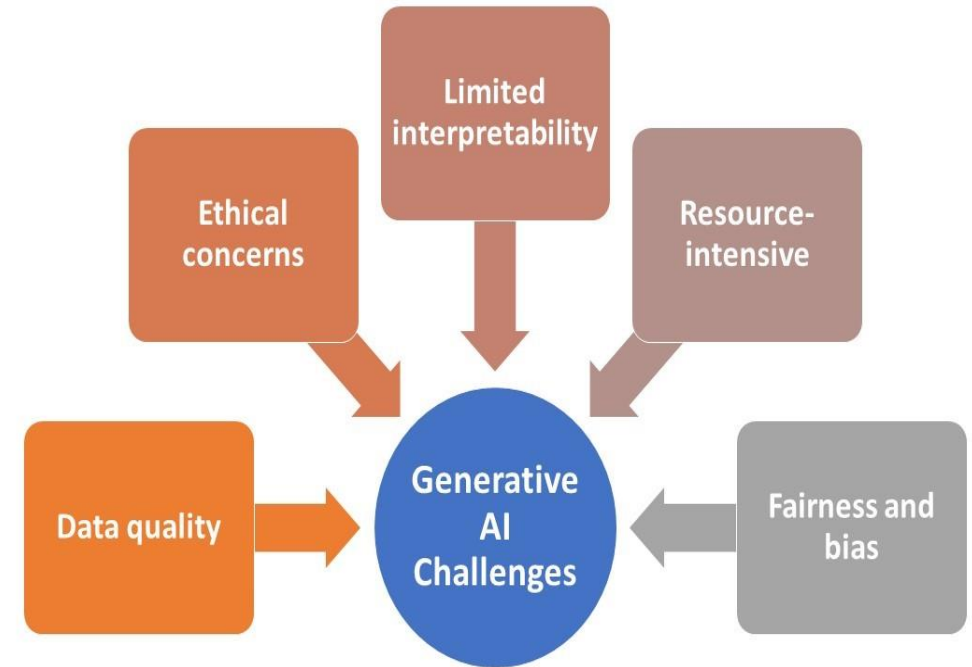 Limited
interpretability
Ethical
concerns
Resource-
intensive
Data quality
Generative
AI
Challenges
Fairness and
bias